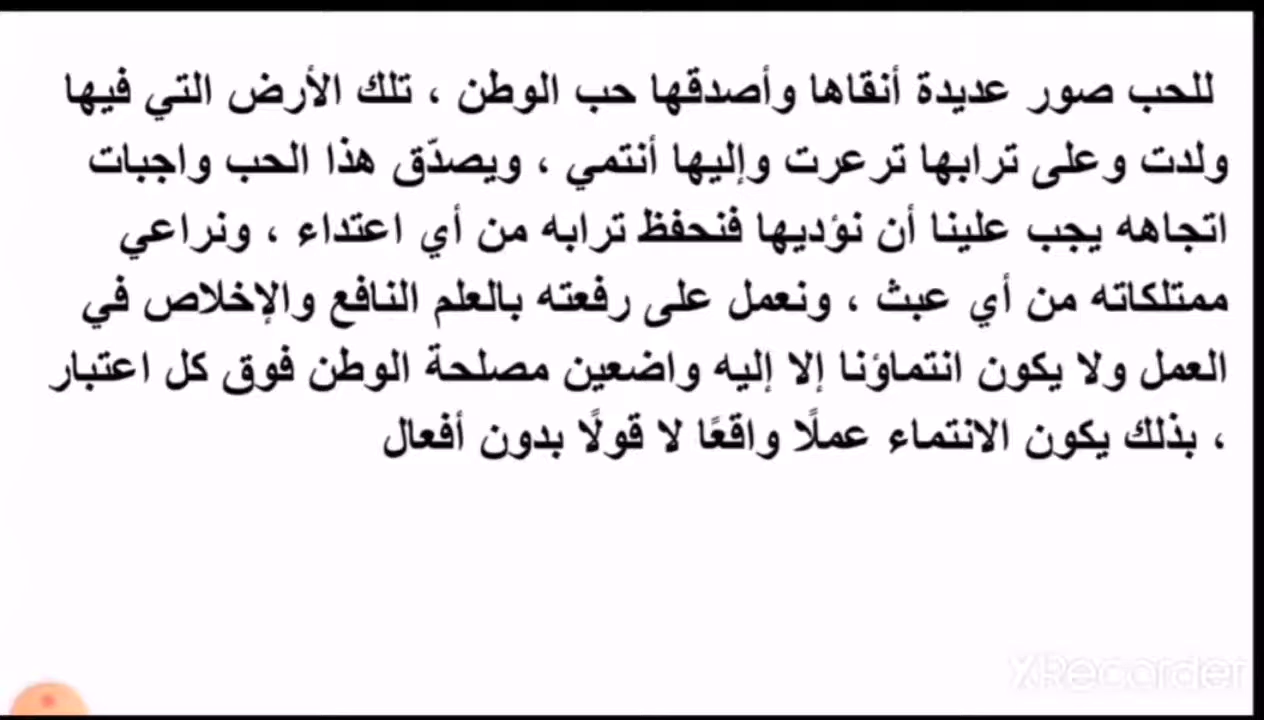 للحب صور عديدة أنقاها وأصدقها حب الوطن ، تلك الأرض التي فيها
ولدت وعلى ترابها ترعرت وإليها أنتمي ، ويصدّق هذا الحب واجبات
اتجاهه يجب علينا أن نؤديها فنحفظ ترابه من أي اعتداء ، ونراعي
ممتلكاته من أي عبث ، ونعمل على رفعته بالعلم النافع والإخلاص في
العمل ولا يكون انتماؤنا إلا إليه واضعين مصلحة الوطن فوق كل اعتبار
، بذلك يكون الانتماء عملًا واقعًا لا قولًا بدون أفعال
XRecorder